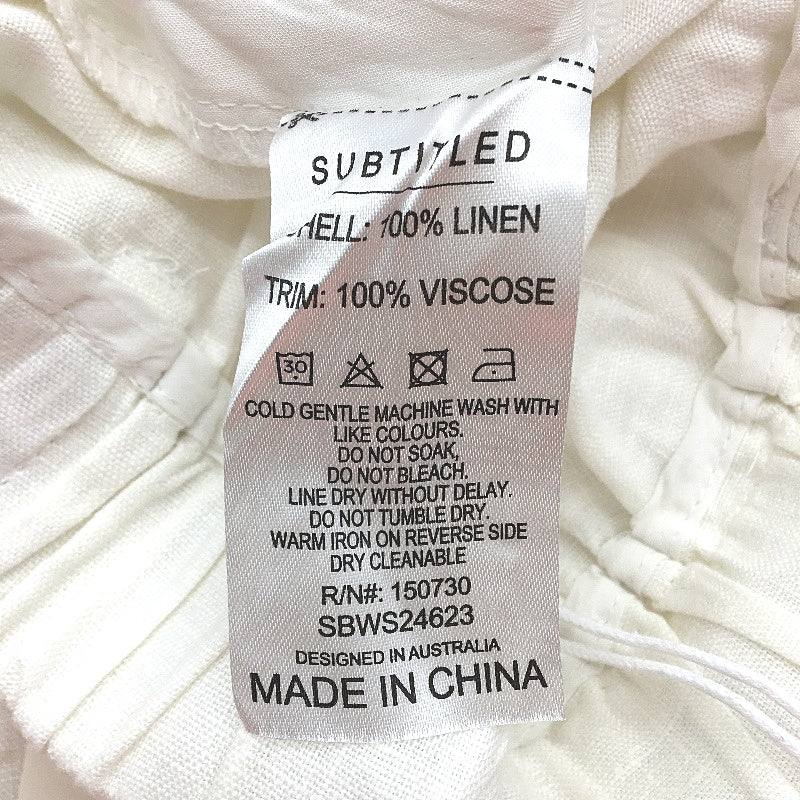 SUBTITLED
SHELL: 100% LINEN
TRIM: 100% VISCOSE
30
COLD GENTLE MACHINE WASH WITH
LIKE COLOURS.
DO NOT SOAK,
DO NOT BLEACH,
LINE DRY WITHOUT DELAY.
DO NOT TUMBLE DRY.
WARM IRON ON REVERSE SIDE
DRY CLEANABLE
R/N#: 150730
SBWS24623
DESIGNED IN AUSTRALIA
MADE IN CHINA